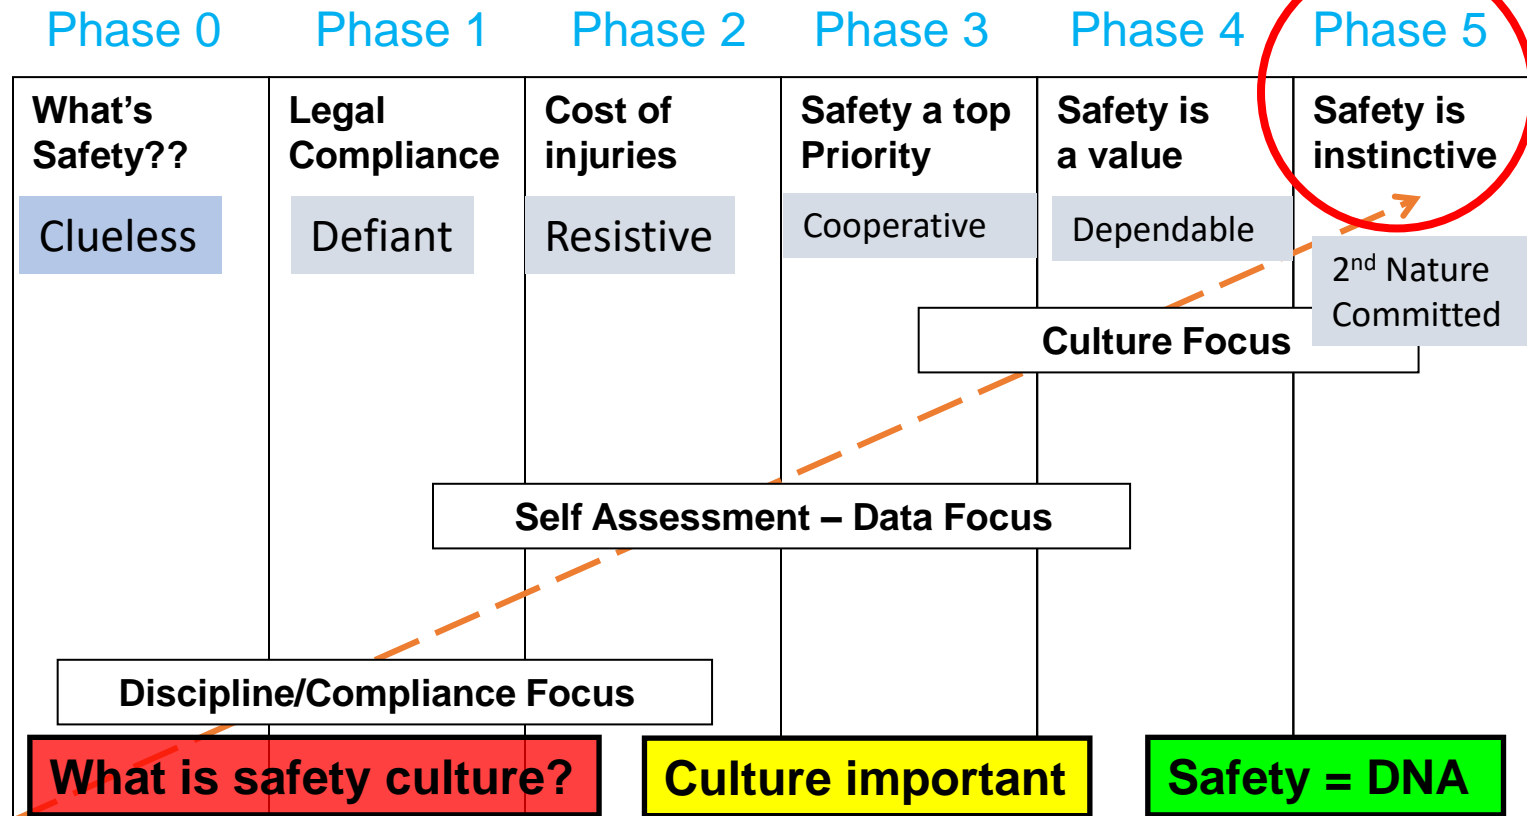 Phase 0 Phase 1 Phase 2 Phase 3 Phase 4 Phase 5
What’s
Safety??
Clueless
Legal
Compliance
Defiant
Cost of
injuries
Resistive
Safety a top
Priority
Cooperative
Safety is
a value
Dependable
Safety is
instinctive
2nd Nature
Committed
Culture Focus
Self Assessment – Data Focus
Discipline/Compliance Focus
What is safety culture?
Culture important
Safety = DNA